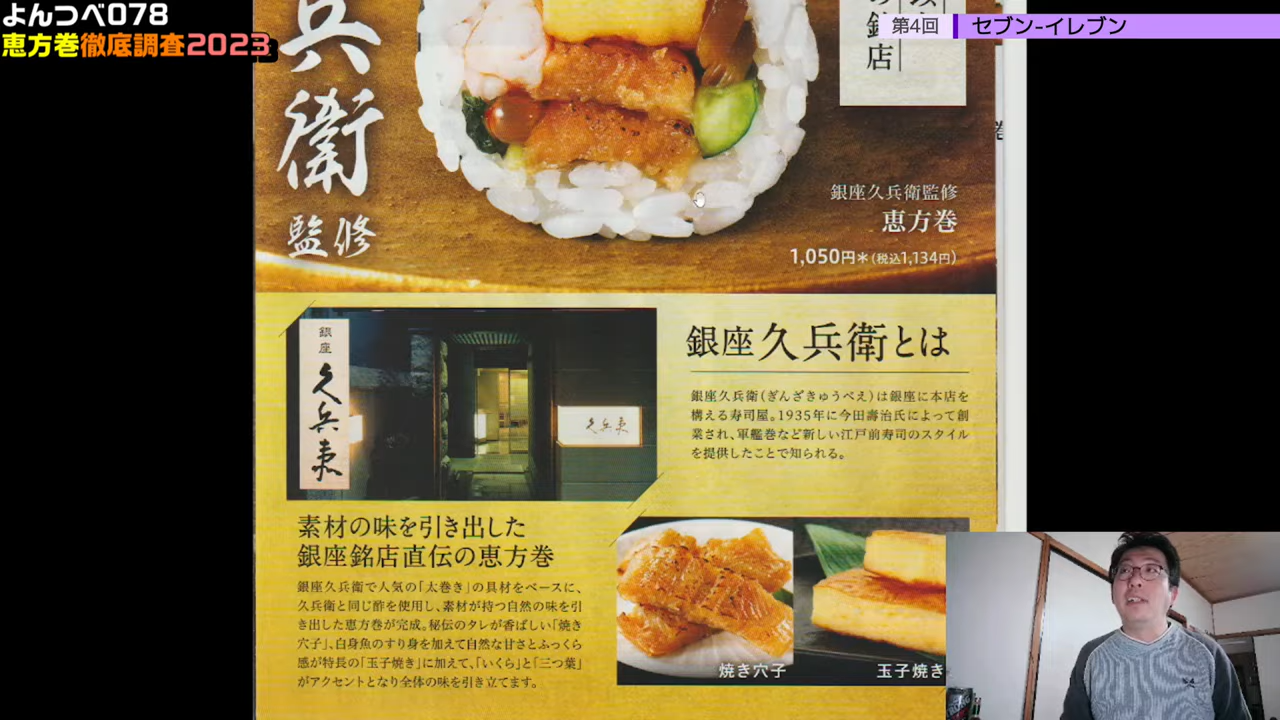 よんつべ078
恵方巻徹底調査2023
第4回
セブン-イレブン
兵衛
監修
の銘店
銀座久兵衛監修
恵方巻
1,050円*(税込1,134円)
銀座
久兵衛
久兵衛
銀座久兵衛とは
銀座久兵衛(ぎんざきゅうべえ)は銀座に本店を
構える寿司屋。1935年に今田壽治氏によって創
業され、軍艦巻など新しい江戸前寿司のスタイル
を提供したことで知られる。
素材の味を引き出した
銀座銘店直伝の恵方巻
銀座久兵衛で人気の「太巻き」の具材をベースに、
久兵衛と同じ酢を使用し、素材が持つ自然の味を引
き出した恵方巻が完成。秘伝のタレが香ばしい「焼き
穴子」、白身魚のすり身を加えて自然な甘さとふっくら
感が特長の「玉子焼き」に加えて、「いくら」と「三つ葉」
がアクセントとなり全体の味を引き立てます。
焼き穴子
玉子焼き